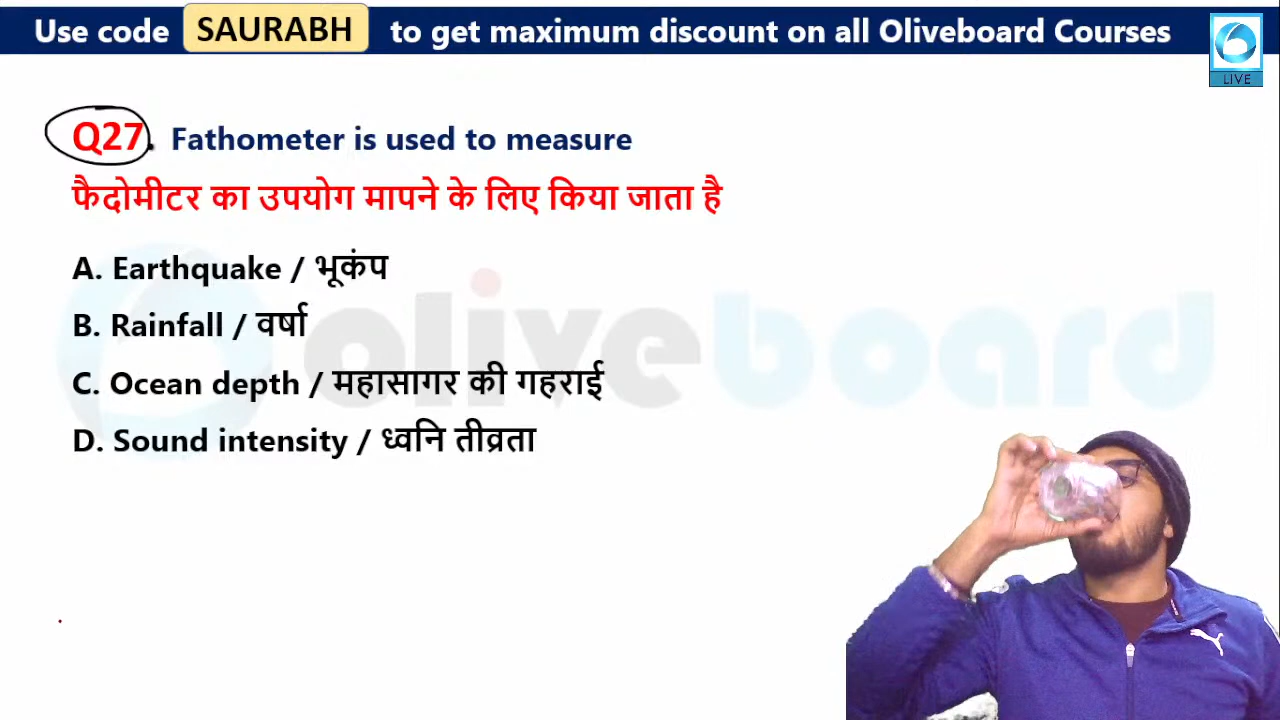 Use code SAURABH to get maximum discount on all Oliveboard Courses
LIVE
Q27. Fathometer is used to measure
फैदोमीटर का उपयोग मापने के लिए किया जाता है
A. Earthquake / भूकंप
B. Rainfall / वर्षा
C. Ocean depth / महासागर की गहराई
D. Sound intensity / ध्वनि तीव्रता
oliveboard